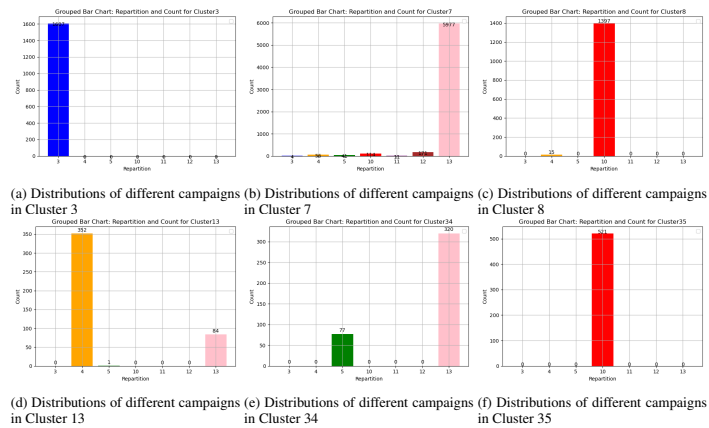 Grouped Bar Chart: Repartition and Count for Cluster3
Count
1600
1400
1200
1000
800
600
400
200
0
0 0 0 0 0 0
3 4 5 10 11 12 13
Repartition
Grouped Bar Chart: Repartition and Count for Cluster7
Count
6000
5000
4000
3000
2000
1000
0
5977
3 4 5 10 11 12 13
Repartition
Grouped Bar Chart: Repartition and Count for Cluster8
Count
1400
1200
1000
800
600
400
200
0
0 15 0 1397 0 0 0
3 4 5 10 11 12 13
Repartition
(a) Distributions of different campaigns in Cluster 3
(b) Distributions of different campaigns in Cluster 7
(c) Distributions of different campaigns in Cluster 8
Grouped Bar Chart: Repartition and Count for Cluster13
Count
350
300
250
200
150
100
50
0
0 352 1 0 0 0 84
3 4 5 10 11 12 13
Repartition
Grouped Bar Chart: Repartition and Count for Cluster34
Count
300
250
200
150
100
50
0
0 0 77 0 0 0 320
3 4 5 10 11 12 13
Repartition
Grouped Bar Chart: Repartition and Count for Cluster35
Count
500
400
300
200
100
0
0 0 0 521 0 0 0
3 4 5 10 11 12 13
Repartition
(d) Distributions of different campaigns in Cluster 13
(e) Distributions of different campaigns in Cluster 34
(f) Distributions of different campaigns in Cluster 35